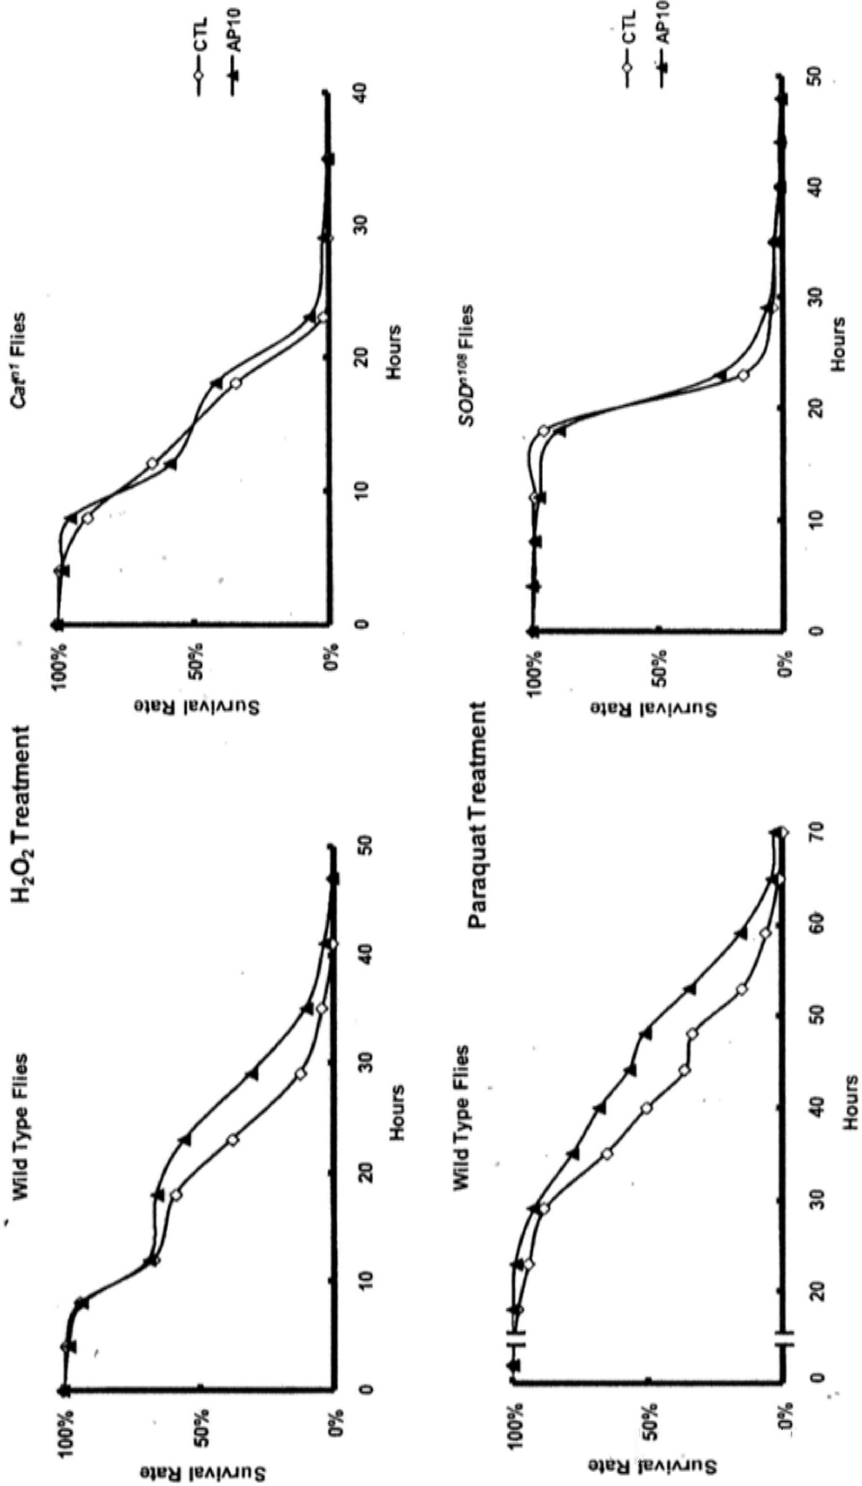 H₂O₂ Treatment
Wild Type Flies
Survival Rate
100%
50%
0%
0 10 20 30 40 50
Hours
Catⁿ¹ Flies
Survival Rate
100%
50%
0%
0 10 20 30 40
Hours
CTL
AP10
Paraquat Treatment
Wild Type Flies
Survival Rate
100%
50%
0%
0 20 30 40 50 60 70
Hours
SODⁿ¹⁰⁸ Flies
Survival Rate
100%
50%
0%
0 10 20 30 40 50
Hours
CTL
AP10